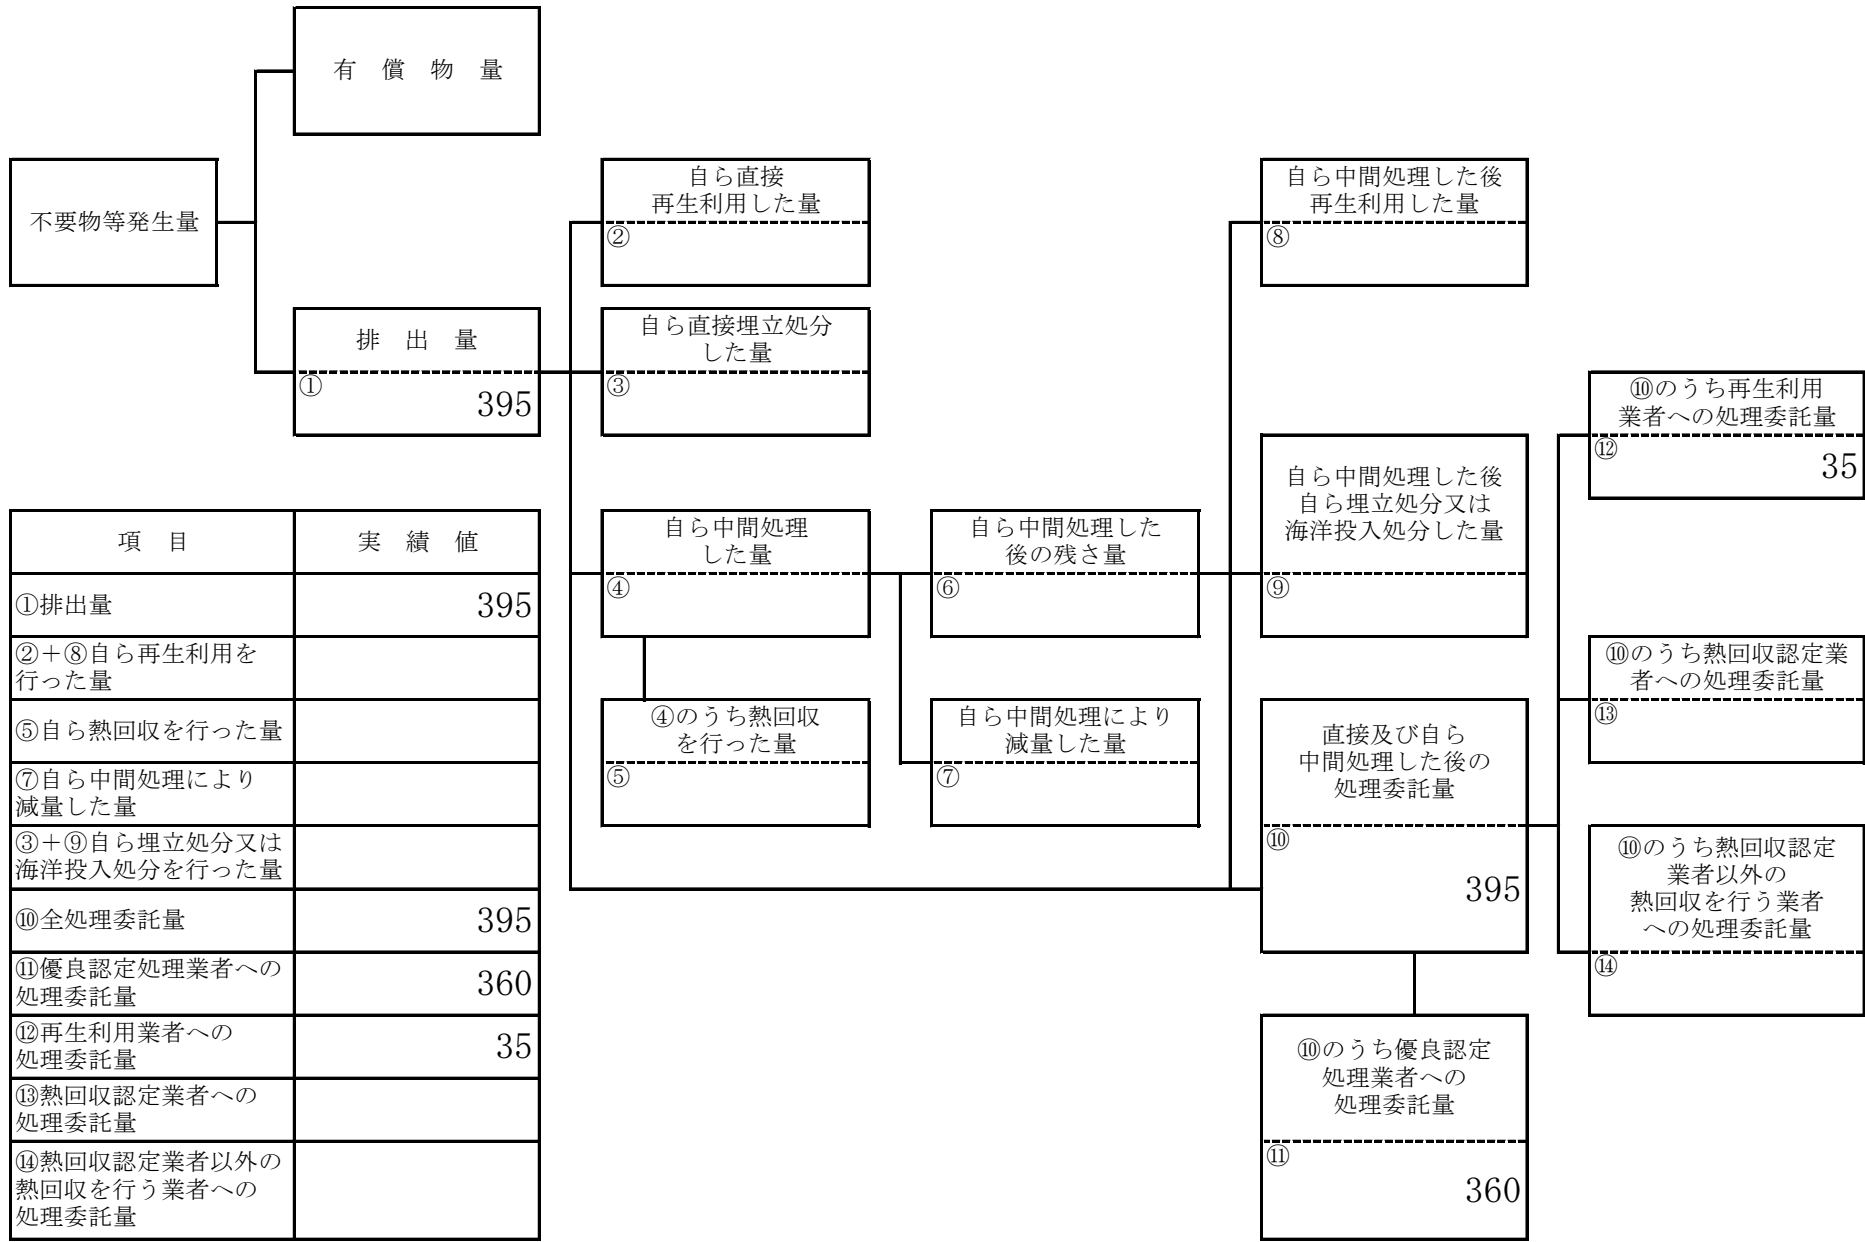 有　償　物　量
不要物等発生量
排　出　量
①
395
自ら直接
再生利用した量
②
自ら直接埋立処分
した量
③
自ら中間処理
した量
④
④のうち熱回収
を行った量
⑤
自ら中間処理した
後の残さ量
⑥
自ら中間処理により
減量した量
⑦
自ら中間処理した後
再生利用した量
⑧
自ら中間処理した後
自ら埋立処分又は
海洋投入処分した量
⑨
直接及び自ら
中間処理した後の
処理委託量
⑩
395
⑩のうち優良認定
処理業者への
処理委託量
⑪
360
⑩のうち再生利用
業者への処理委託量
⑫
35
⑩のうち熱回収認定業
者への処理委託量
⑬
⑩のうち熱回収認定
業者以外の
熱回収を行う業者
への処理委託量
⑭
項　目　実　績　値
①排出量　395
②＋⑧自ら再生利用を
行った量
⑤自ら熱回収を行った量
⑦自ら中間処理により
減量した量
③＋⑨自ら埋立処分又は
海洋投入処分を行った量
⑩全処理委託量　395
⑪優良認定処理業者への
処理委託量
360
⑫再生利用業者への
処理委託量
35
⑬熱回収認定業者への
処理委託量
⑭熱回収認定業者以外の
熱回収を行う業者への
処理委託量